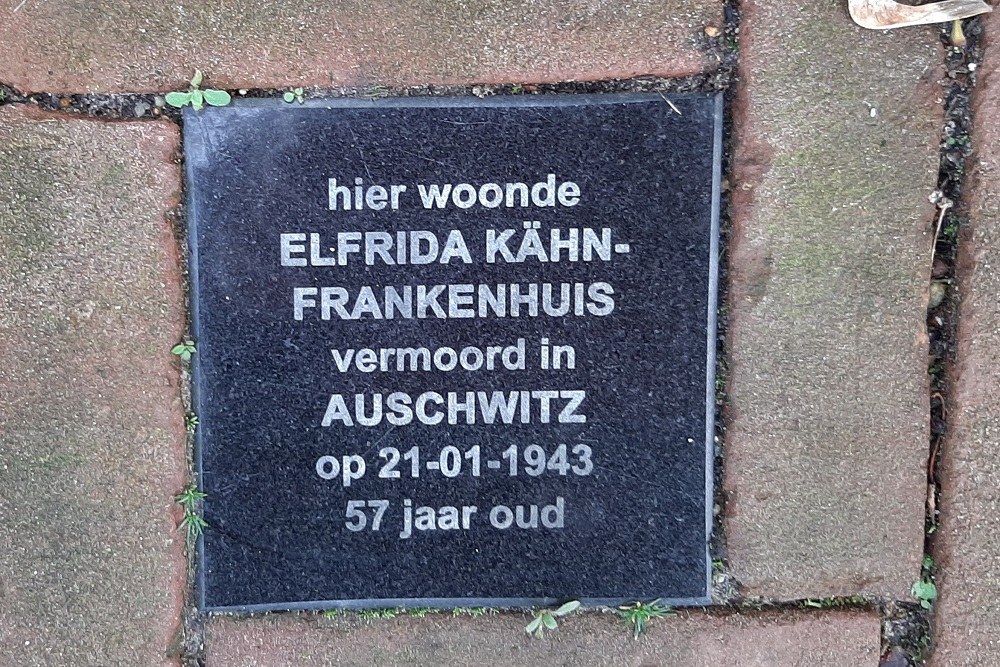 hier woonde
ELFRIDA KÄHN-
FRANKENHUIS
vermoord in
AUSCHWITZ
op 21-01-1943
57 jaar oud